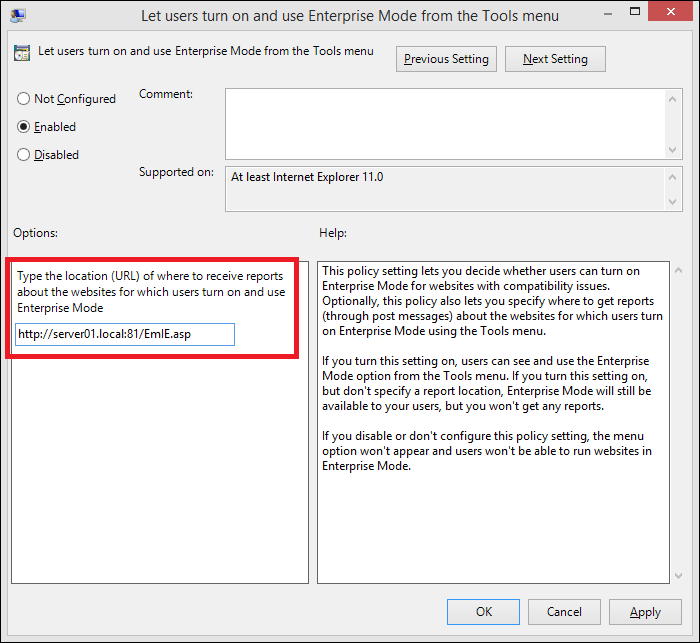 Let users turn on and use Enterprise Mode from the Tools menu
Let users turn on and use Enterprise Mode from the Tools menu
Previous Setting
Next Setting
Not Configured
Enabled
Disabled
Comment:
Supported on:
At least Internet Explorer 11.0
Options:
Help:
Type the location (URL) of where to receive reports
about the websites for which users turn on and use
Enterprise Mode
http://server01.local:81/EmIE.asp
This policy setting lets you decide whether users can turn on
Enterprise Mode for websites with compatibility issues.
Optionally, this policy also lets you specify where to get reports
(through post messages) about the websites for which users turn
on Enterprise Mode using the Tools menu.
If you turn this setting on, users can see and use the Enterprise
Mode option from the Tools menu. If you turn this setting on,
but don't specify a report location, Enterprise Mode will still be
available to your users, but you won't get any reports.
If you disable or don't configure this policy setting, the menu
option won't appear and users won't be able to run websites in
Enterprise Mode.
OK
Cancel
Apply